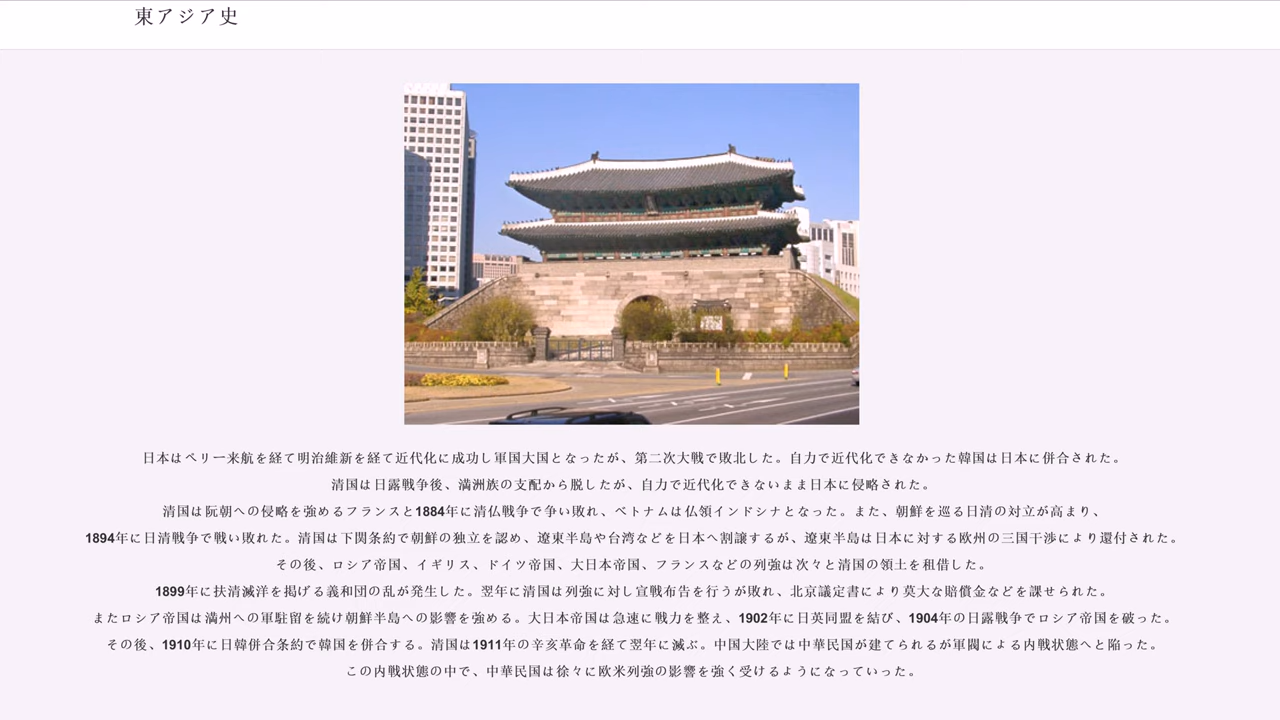 東アジア史
日本はペリー来航を経て明治維新を経て近代化に成功し軍国大国となったが、第二次大戦で敗北した。自力で近代化できなかった韓国は日本に併合された。
清国は日露戦争後、満洲族の支配から脱したが、自力で近代化できないまま日本に侵略された。
清国は阮朝への侵略を強めるフランスと1884年に清仏戦争で争い敗れ、ベトナムは仏領インドシナとなった。また、朝鮮を巡る日清の対立が高まり、
1894年に日清戦争で戦い敗れた。清国は下関条約で朝鮮の独立を認め、遼東半島や台湾などを日本へ割譲するが、遼東半島は日本に対する欧州の三国干渉により還付された。
その後、ロシア帝国、イギリス、ドイツ帝国、大日本帝国、フランスなどの列強は次々と清国の領土を租借した。
1899年に扶清滅洋を掲げる義和団の乱が発生した。翌年に清国は列強に対し宣戦布告を行うが敗れ、北京議定書により莫大な賠償金などを課せられた。
またロシア帝国は満州への軍駐留を続け朝鮮半島への影響を強める。大日本帝国は急速に戦力を整え、1902年に日英同盟を結び、1904年の日露戦争でロシア帝国を破った。
その後、1910年に日韓併合条約で韓国を併合する。清国は1911年の辛亥革命を経て翌年に滅ぶ。中国大陸では中華民国が建てられるが軍閥による内戦状態へと陥った。
この内戦状態の中で、中華民国は徐々に欧米列強の影響を強く受けるようになっていった。